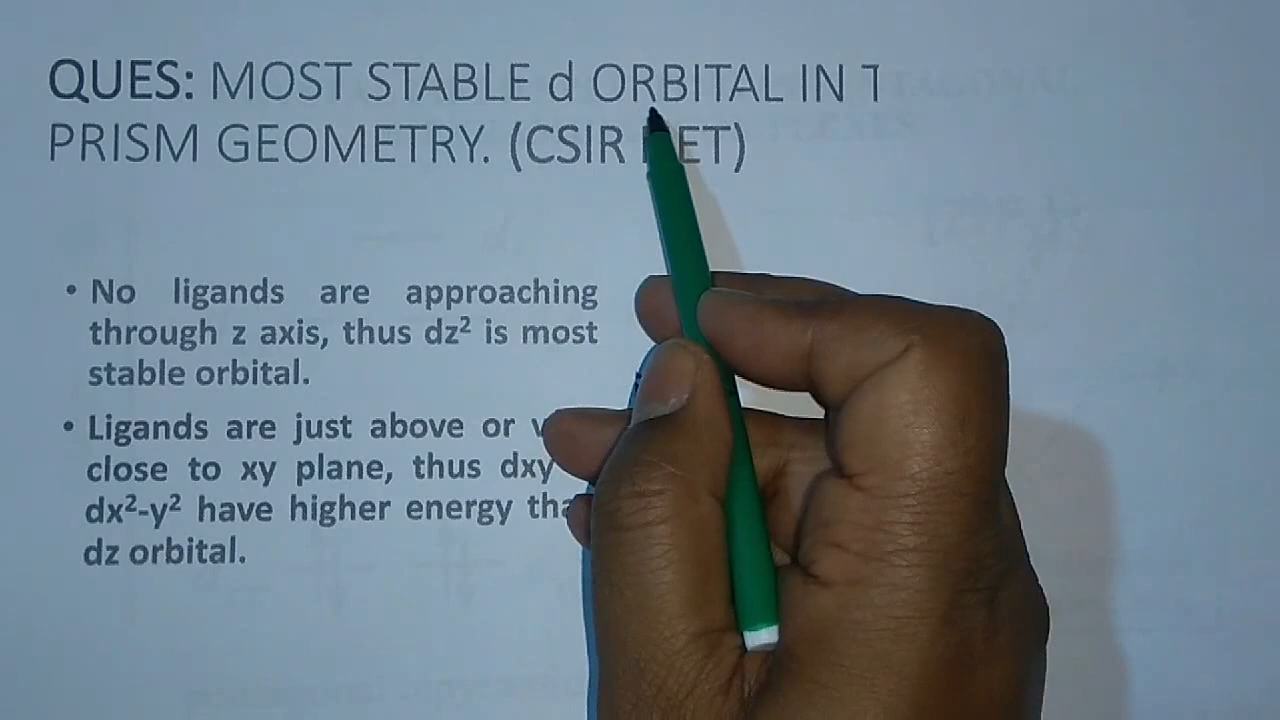 QUES: MOST STABLE d ORBITAL IN
PRISM GEOMETRY. (CSIR
• No ligands are approaching
through z axis, thus dz² is most
stable orbital.
• Ligands are just above or
close to xy plane, thus dxy
dx²-y² have higher energy
dz orbital.